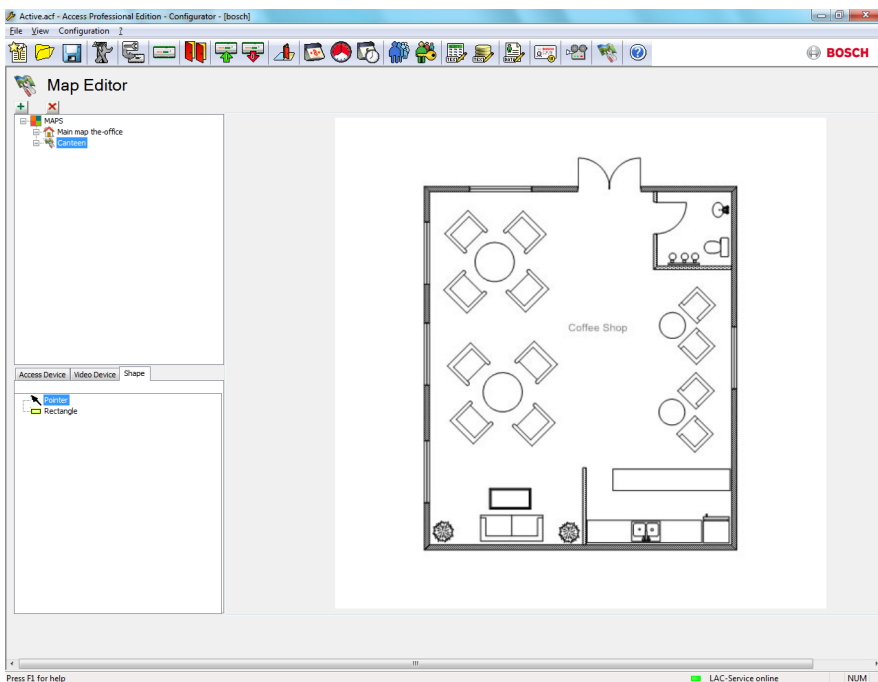 Active.acf - Access Professional Edition - Configurator - [bosch]
File View Configuration ?
BOSCH
Map Editor
MAPS
Main map the-office
Canteen
Access Device Video Device Shape
Pointer
Rectangle
Coffee Shop
Press F1 for help
LAC-Service online
NUM